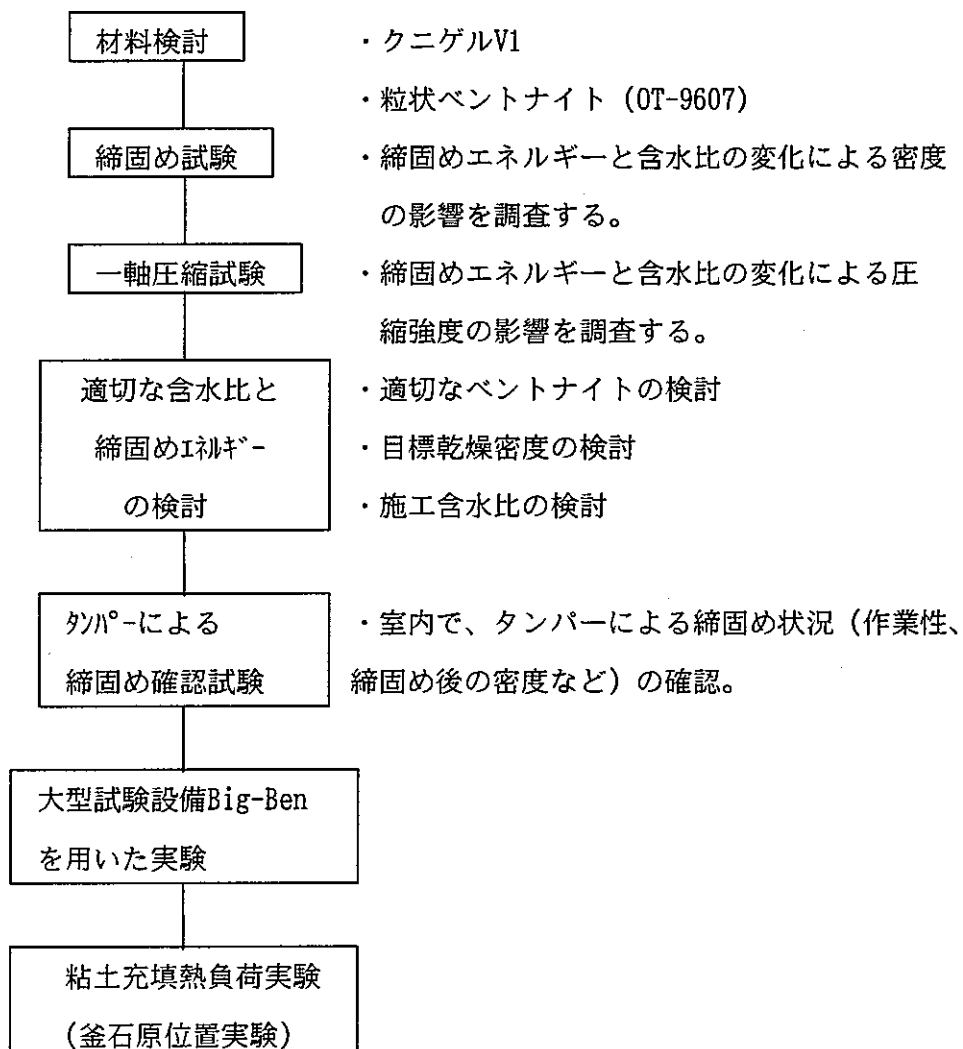 材料検討 ・クニゲルV1
・粒状ベントナイト (OT-9607)
締固め試験 ・締固めエネルギーと含水比の変化による密度
の影響を調査する。
一軸圧縮試験 ・締固めエネルギーと含水比の変化による圧
縮強度の影響を調査する。
適切な含水比と ・適切なベントナイトの検討
締固めエネルギー ・目標乾燥密度の検討
の検討 ・施工含水比の検討
タンパーによる ・室内で、タンパーによる締固め状況（作業性、
締固め確認試験 締固め後の密度など）の確認。
大型試験設備Big-Ben
を用いた実験
粘土充填熱負荷実験
(釜石原位置実験)